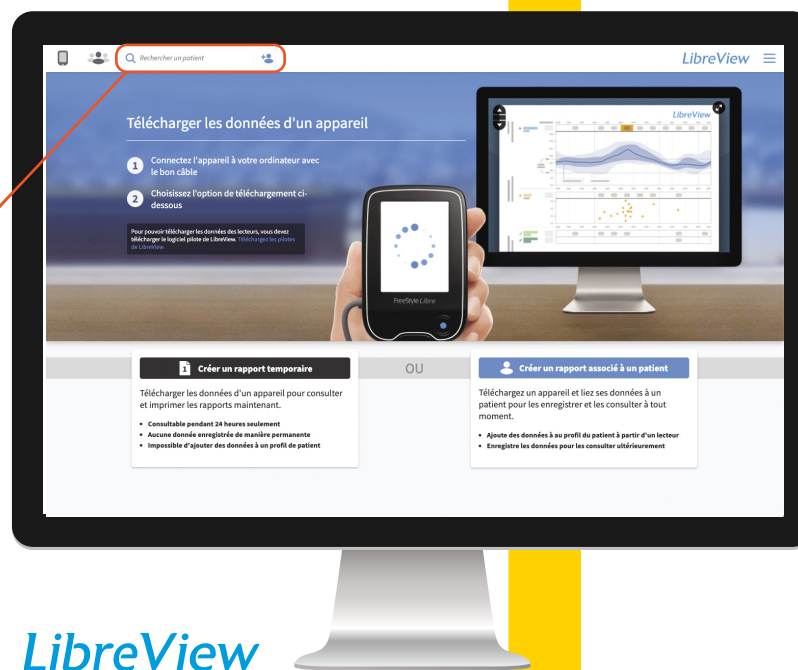 Rechercher un patient
LibreView
Télécharger les données d'un appareil
1 Connectez l'appareil à votre ordinateur avec
le bon câble
2 Choisissez l'option de téléchargement ci-
dessous
Pour pouvoir télécharger les données des lecteurs, vous devez
télécharger le logiciel pilote de LibreView. Téléchargez les pilotes
de LibreView
LibreView
FreeStyle Libre
1 Créer un rapport temporaire
Télécharger les données d'un appareil pour consulter
et imprimer les rapports maintenant.
• Consultable pendant 24 heures seulement
• Aucune donnée enregistrée de manière permanente
• Impossible d'ajouter des données à un profil de patient
OU
Créer un rapport associé à un patient
Téléchargez un appareil et liez ses données à un
patient pour les enregistrer et les consulter à tout
moment.
• Ajoute des données à au profil du patient à partir d'un lecteur
• Enregistre les données pour les consulter ultérieurement
LibreView